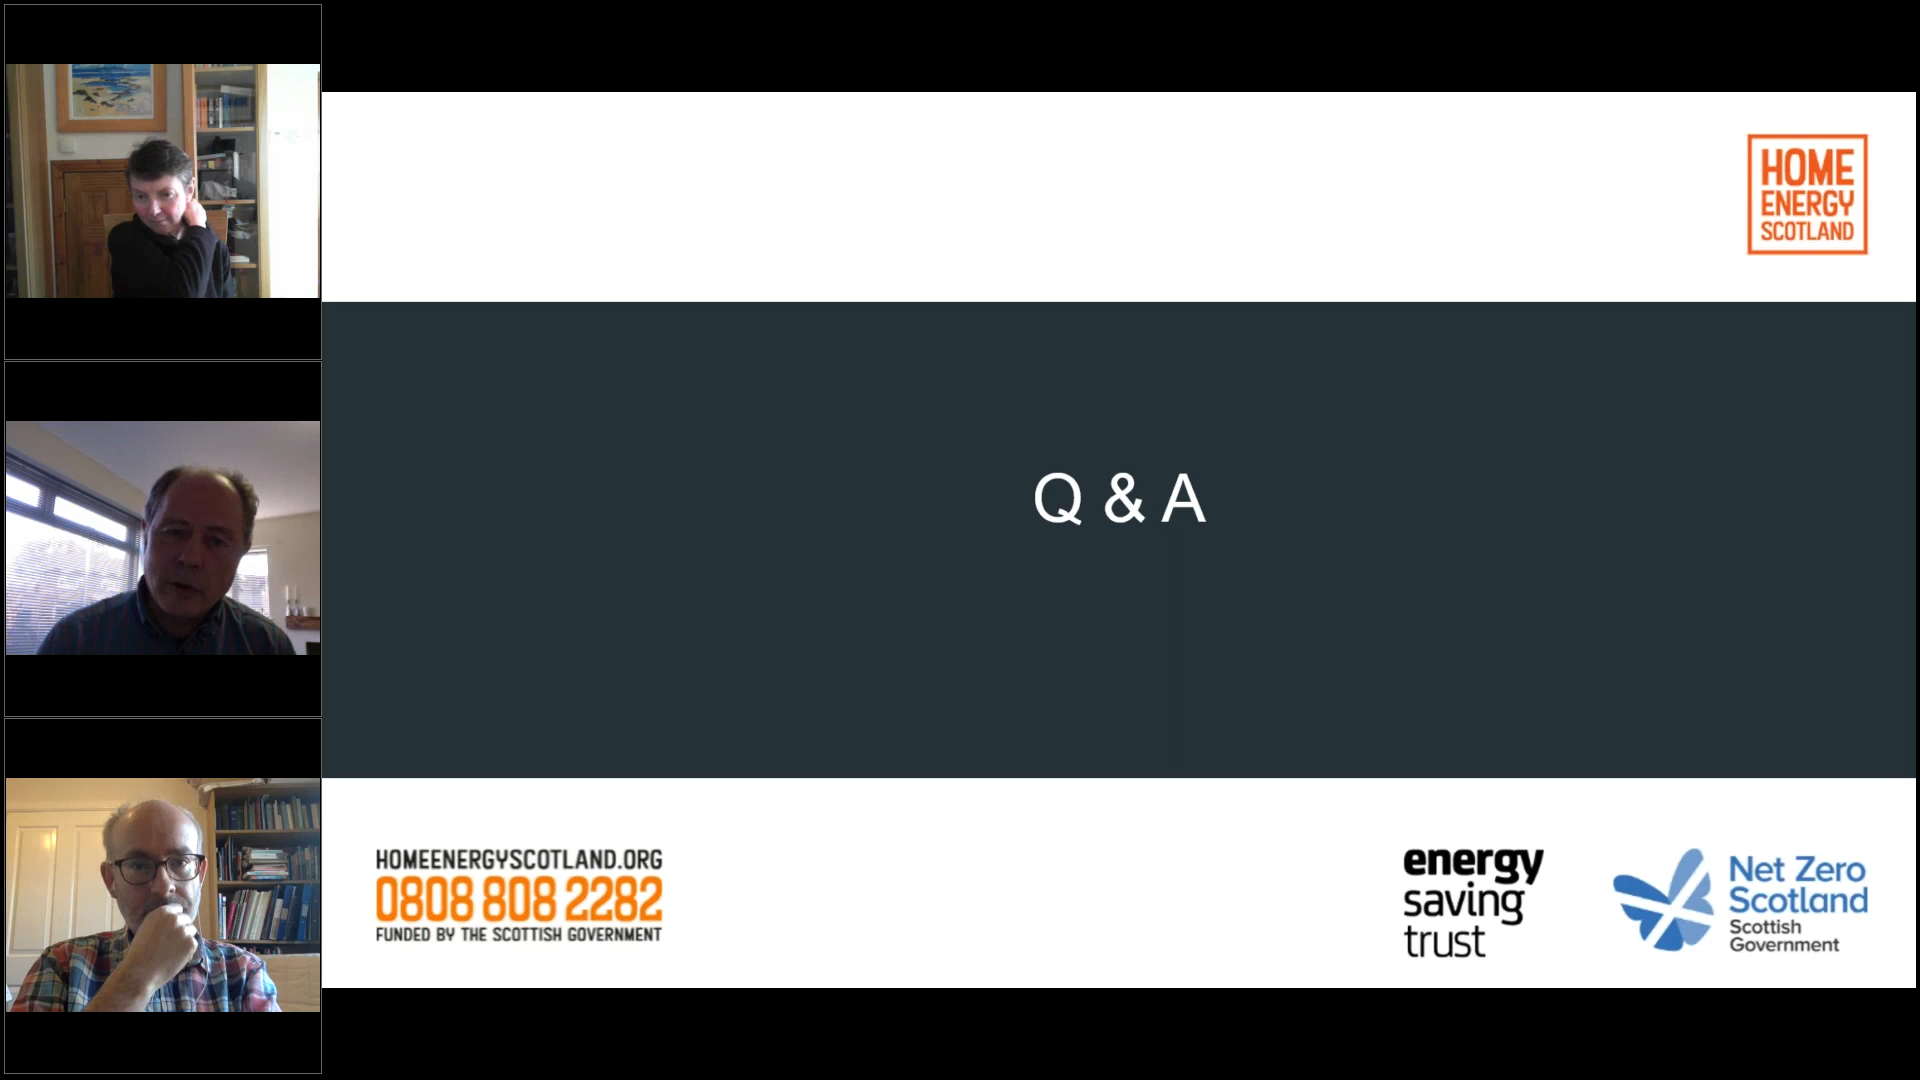 HOME
ENERGY
SCOTLAND
Q & A
HOMEENERGYSCOTLAND.ORG
0808 808 2282
FUNDED BY THE SCOTTISH GOVERNMENT
energy
saving
trust
Net Zero
Scotland
Scottish
Government